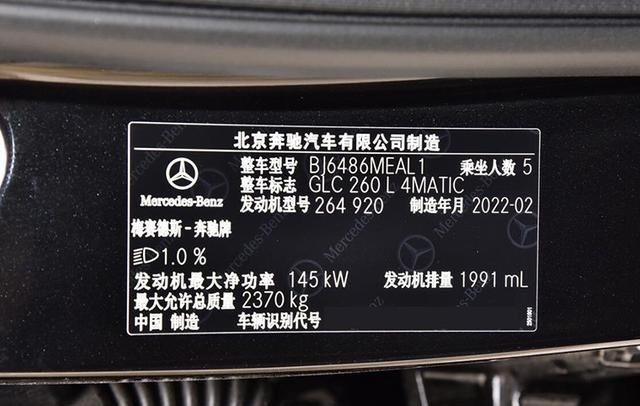 北京奔驰汽车有限公司制造
整车型号 BJ6486MEAL1 乘坐人数 5
整车标志 GLC 260 L 4MATIC
Mercedes-Benz 发动机型号 264 920 制造年月 2022-02
梅赛德斯-奔驰牌
1.0 %
发动机最大净功率 145 kW 发动机排量 1991 mL
最大允许总质量 2370 kg
中国 制造 车辆识别代号